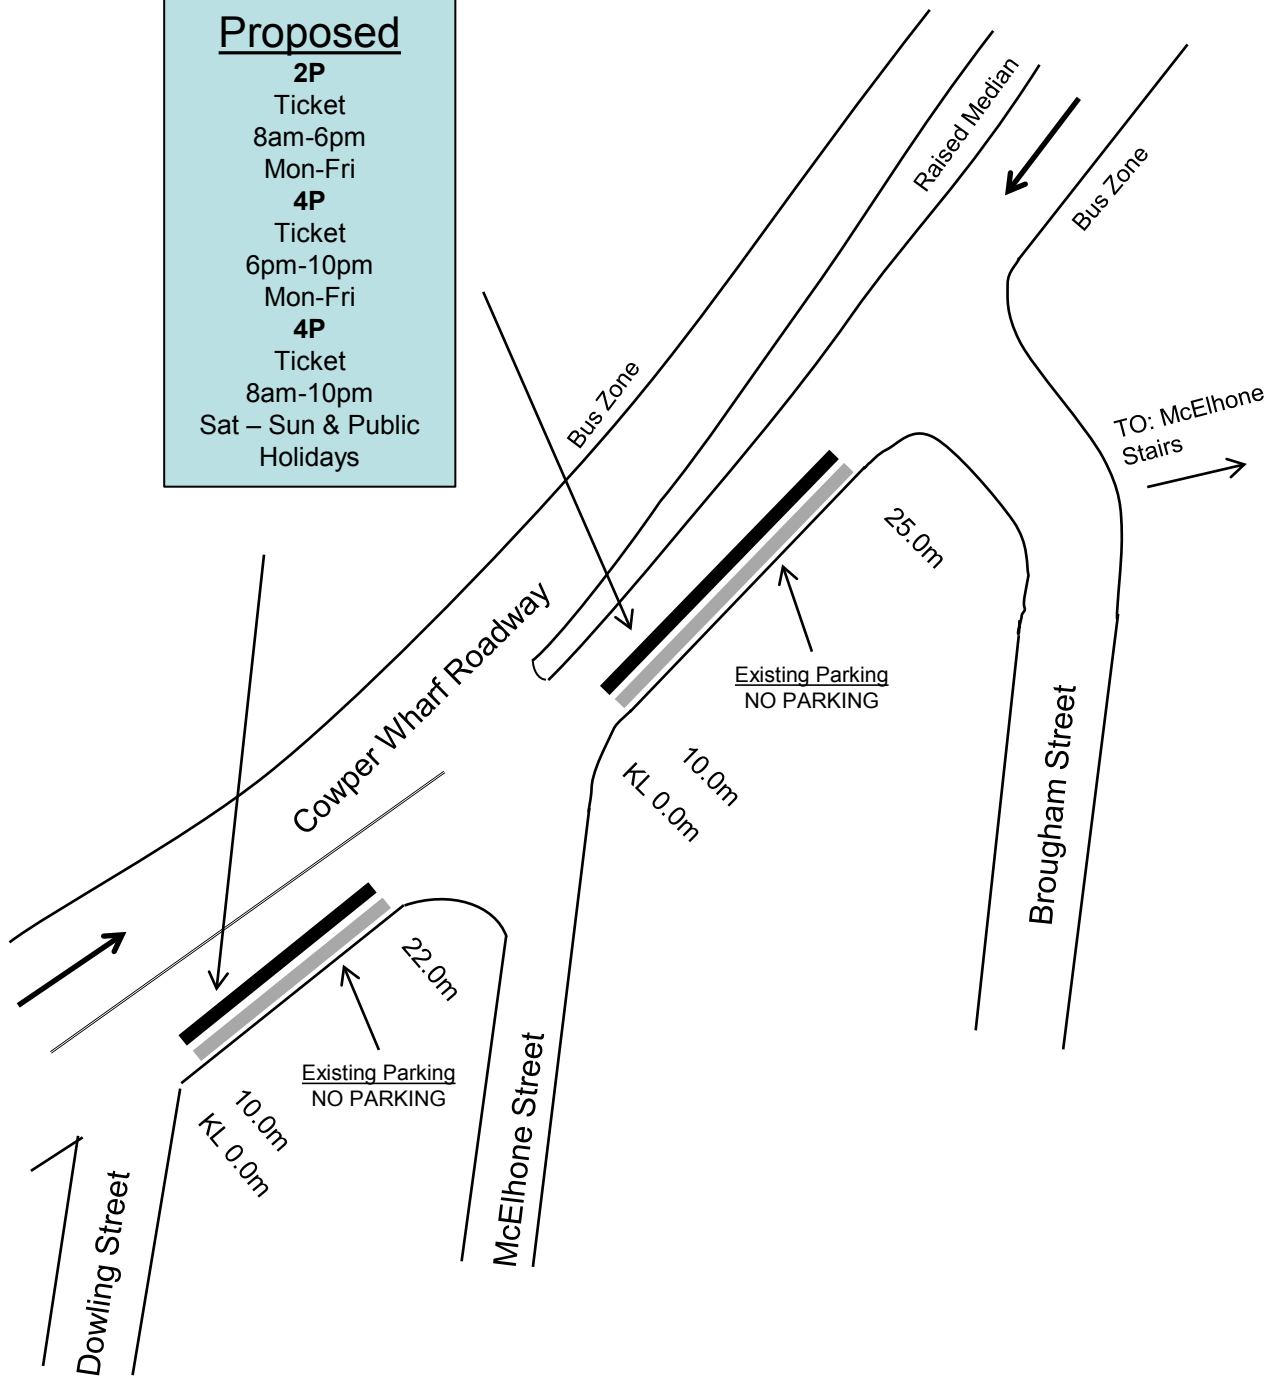 Proposed
2P
Ticket
8am-6pm
Mon-Fri
4P
Ticket
6pm-10pm
Mon-Fri
4P
Ticket
8am-10pm
Sat – Sun & Public
Holidays
Raised Median
Bus Zone
Bus Zone
TO: McElhone
Stairs
25.0m
Cowper Wharf Roadway
Existing Parking
NO PARKING
10.0m
KL 0.0m
Brougham Street
22.0m
Existing Parking
NO PARKING
10.0m
KL 0.0m
McElhone Street
Dowling Street